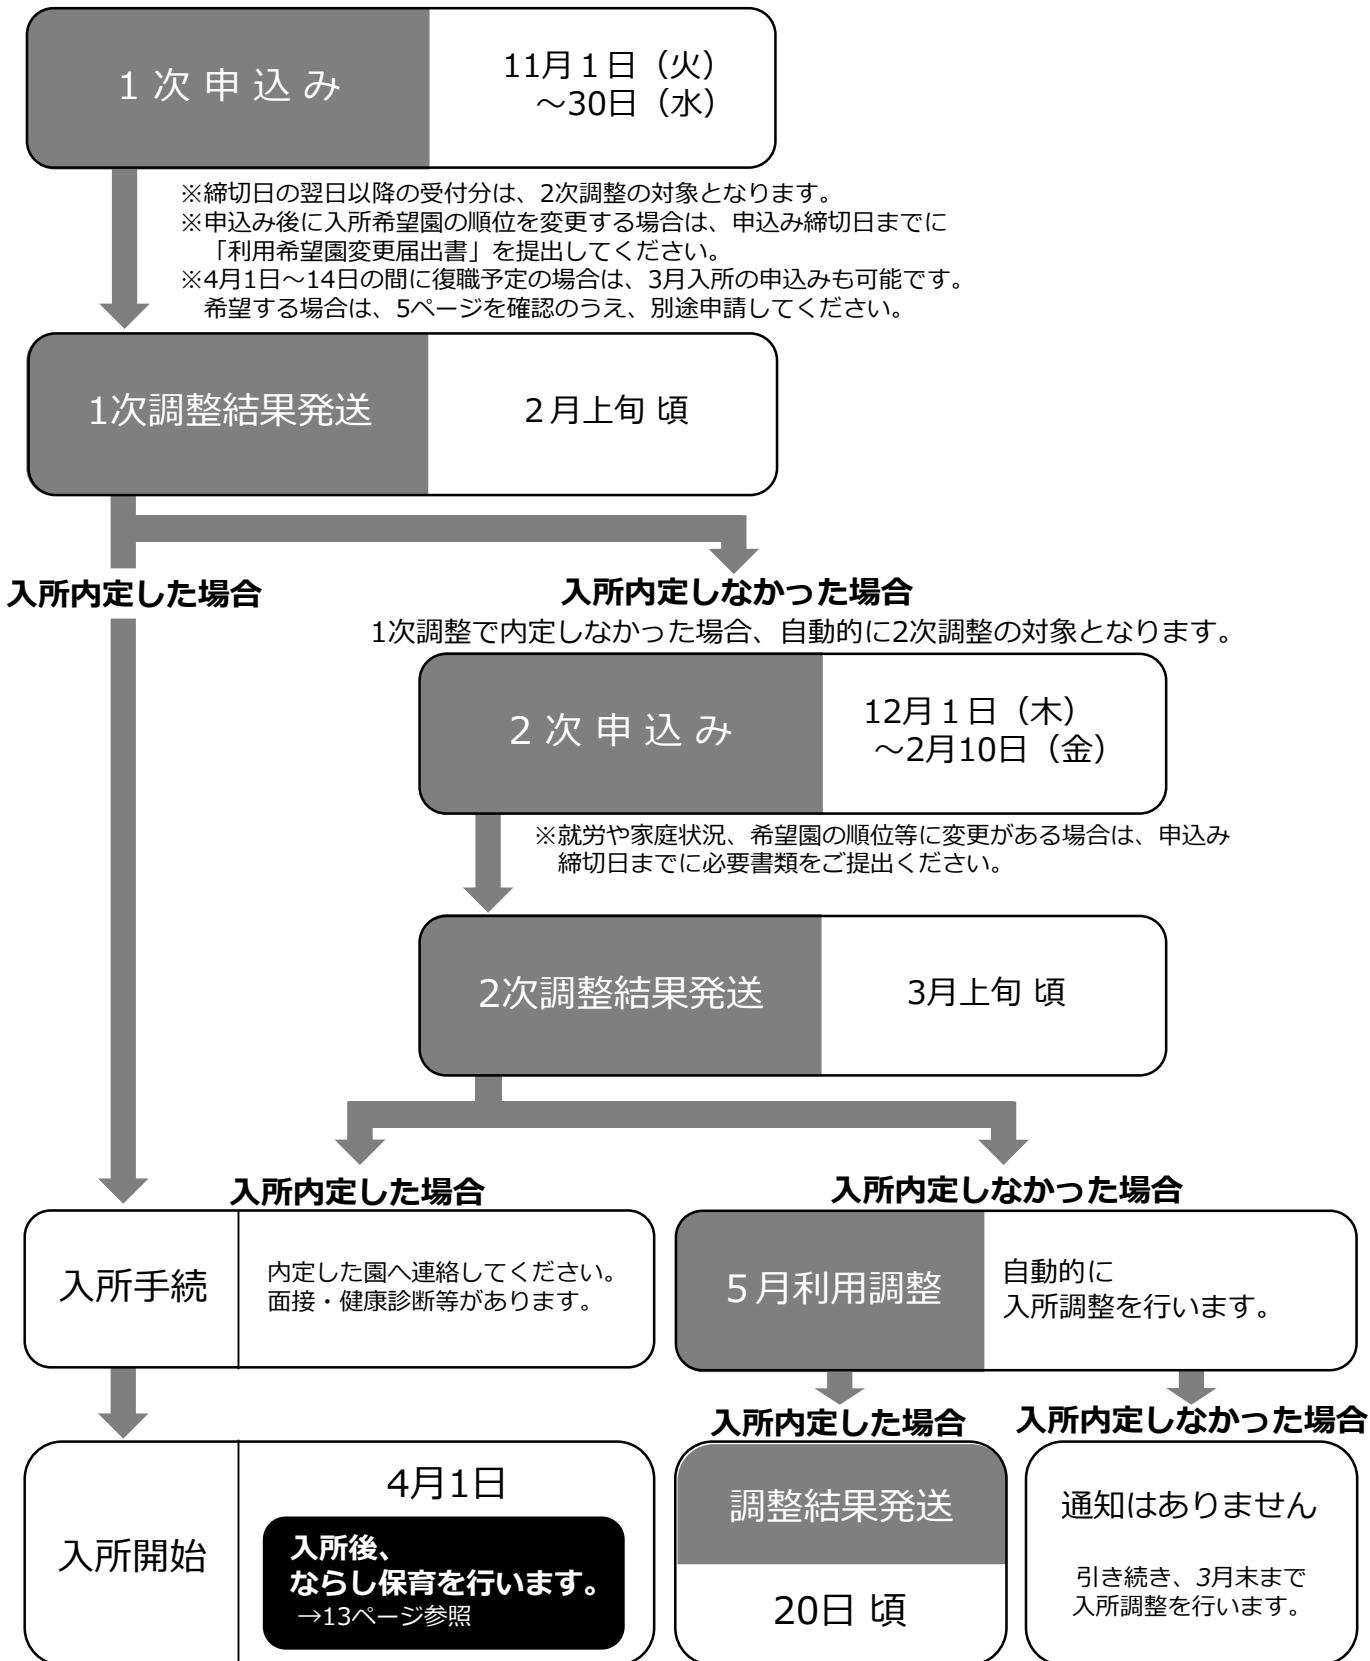 1次申込み
11月１日（火）
～30日（水）
※締切日の翌日以降の受付分は、2次調整の対象となります。
※申込み後に入所希望園の順位を変更する場合は、申込み締切日までに
「利用希望園変更届出書」を提出してください。
※4月1日～14日の間に復職予定の場合は、3月入所の申込みも可能です。
希望する場合は、5ページを確認のうえ、別途申請してください。
1次調整結果発送
２月上旬 頃
入所内定した場合
入所内定しなかった場合
1次調整で内定しなかった場合、自動的に2次調整の対象となります。
2次申込み
12月１日（木）
～2月10日（金）
※就労や家庭状況、希望園の順位等に変更がある場合は、申込み
締切日までに必要書類をご提出ください。
2次調整結果発送
3月上旬 頃
入所内定した場合
入所内定しなかった場合
入所手続
内定した園へ連絡してください。
面接・健康診断等があります。
５月利用調整
自動的に
入所調整を行います。
入所内定した場合
入所内定しなかった場合
入所開始
4月1日
入所後、
ならし保育を行います。
→13ページ参照
調整結果発送
20日 頃
通知はありません
引き続き、3月末まで
入所調整を行います。